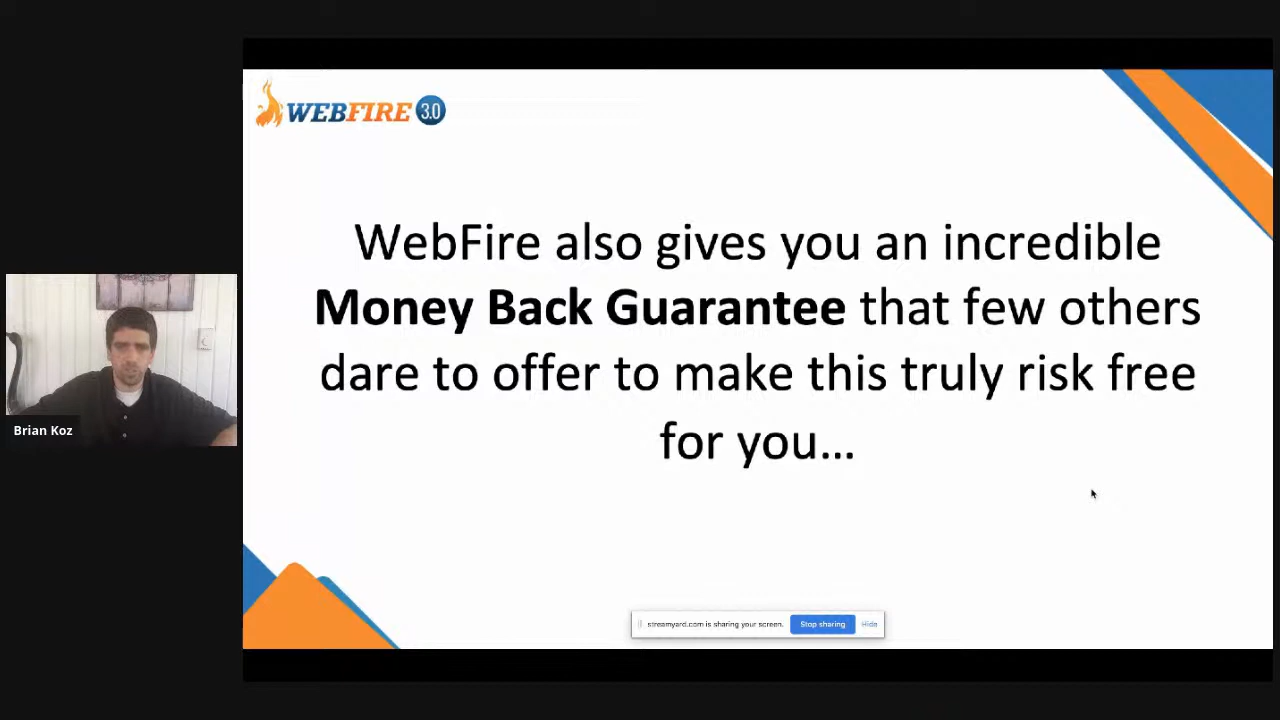 WEBFIRE 3.0
WebFire also gives you an incredible
Money Back Guarantee that few others
dare to offer to make this truly risk free
for you...
Brian Koz
streamyard.com is sharing your screen. Stop sharing Hide